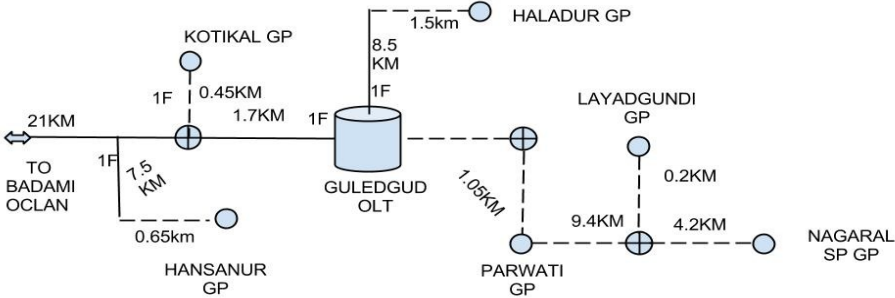 1.5km
HALADUR GP
KOTIKAL GP
8.5
KM
1F
0.45KM
1F
LAYADGUNDI
GP
21KM
1.7KM
1F
1F
7.5
KM
TO
BADAMI
OCLAN
GULEDGUD
OLT
1.05KM
0.2KM
0.65km
9.4KM
4.2KM
HANSANUR
GP
PARWATI
GP
NAGARAL
SP GP